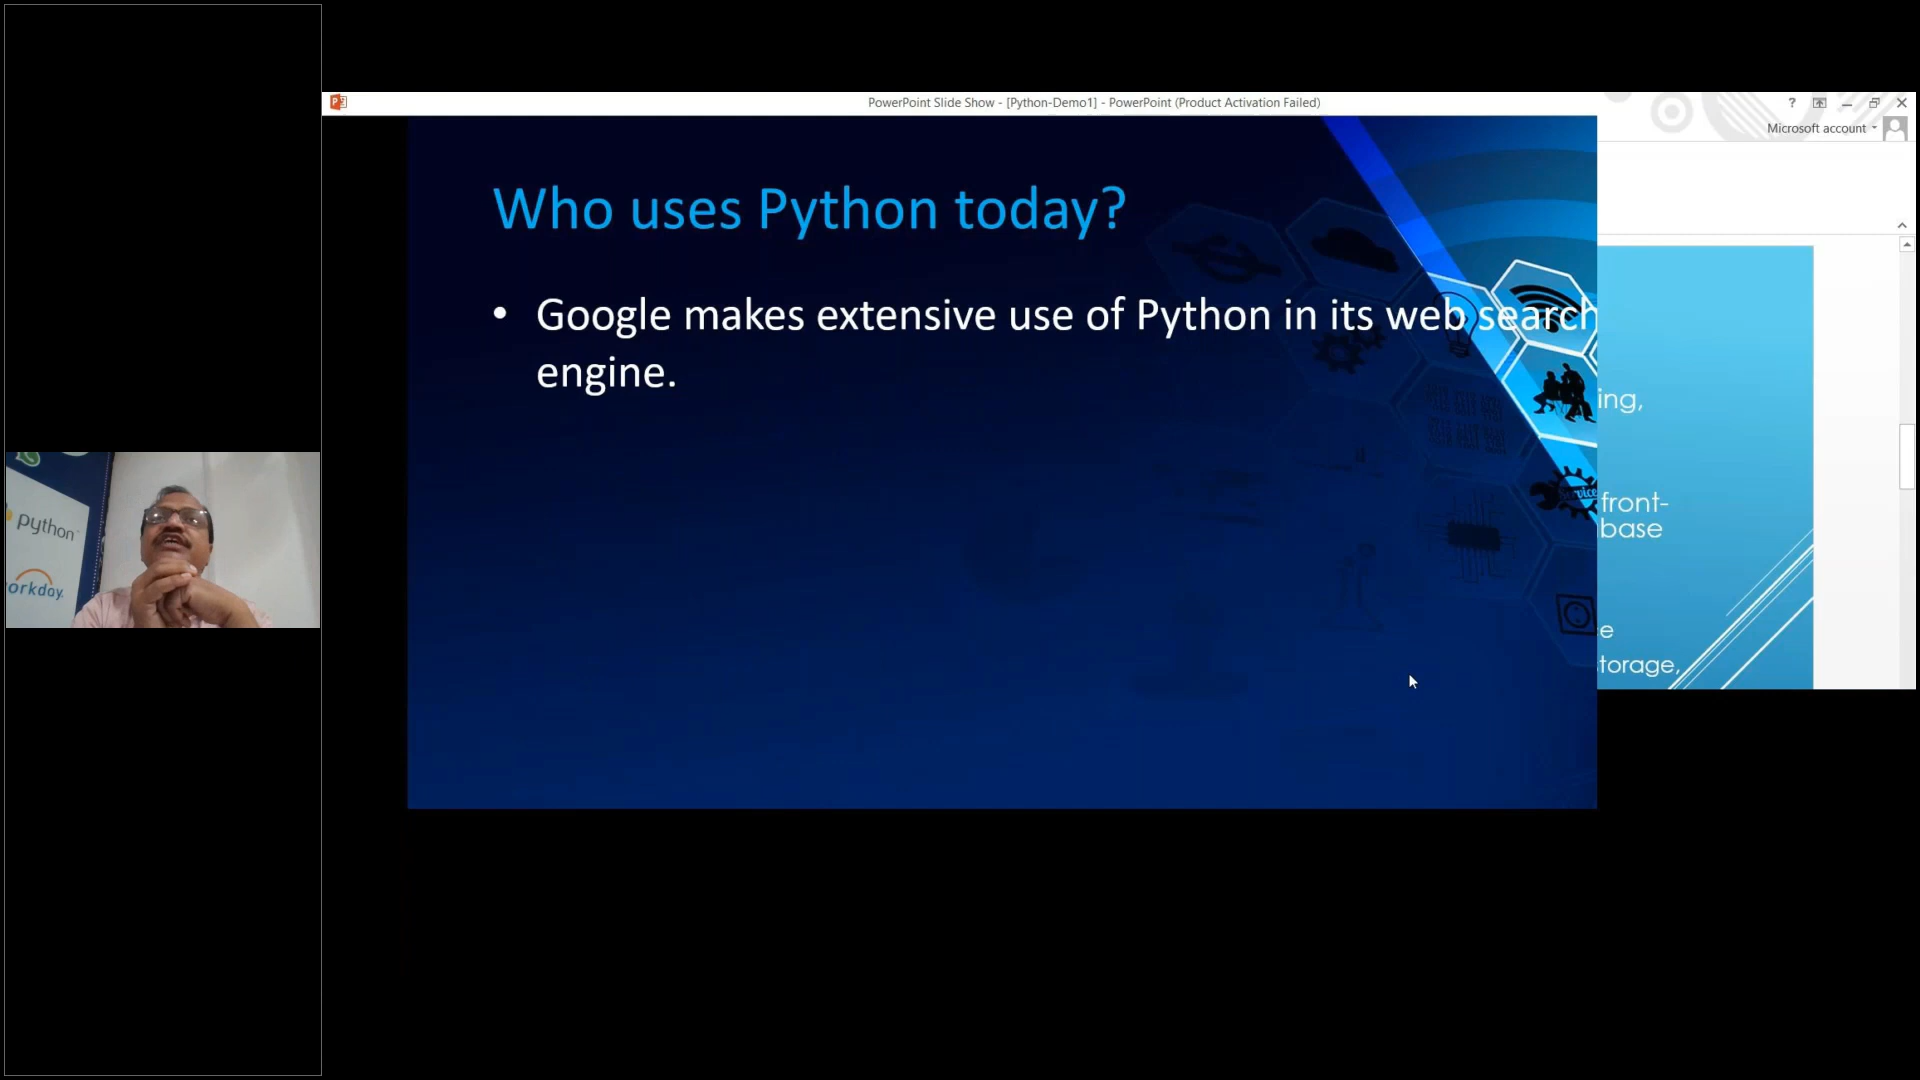 PowerPoint Slide Show - [Python-Demo1] - PowerPoint (Product Activation Failed)
?
Microsoft account
Who uses Python today?
• Google makes extensive use of Python in its web search
engine.
ing,
front-
base
e
torage,
Service
python
orkday.